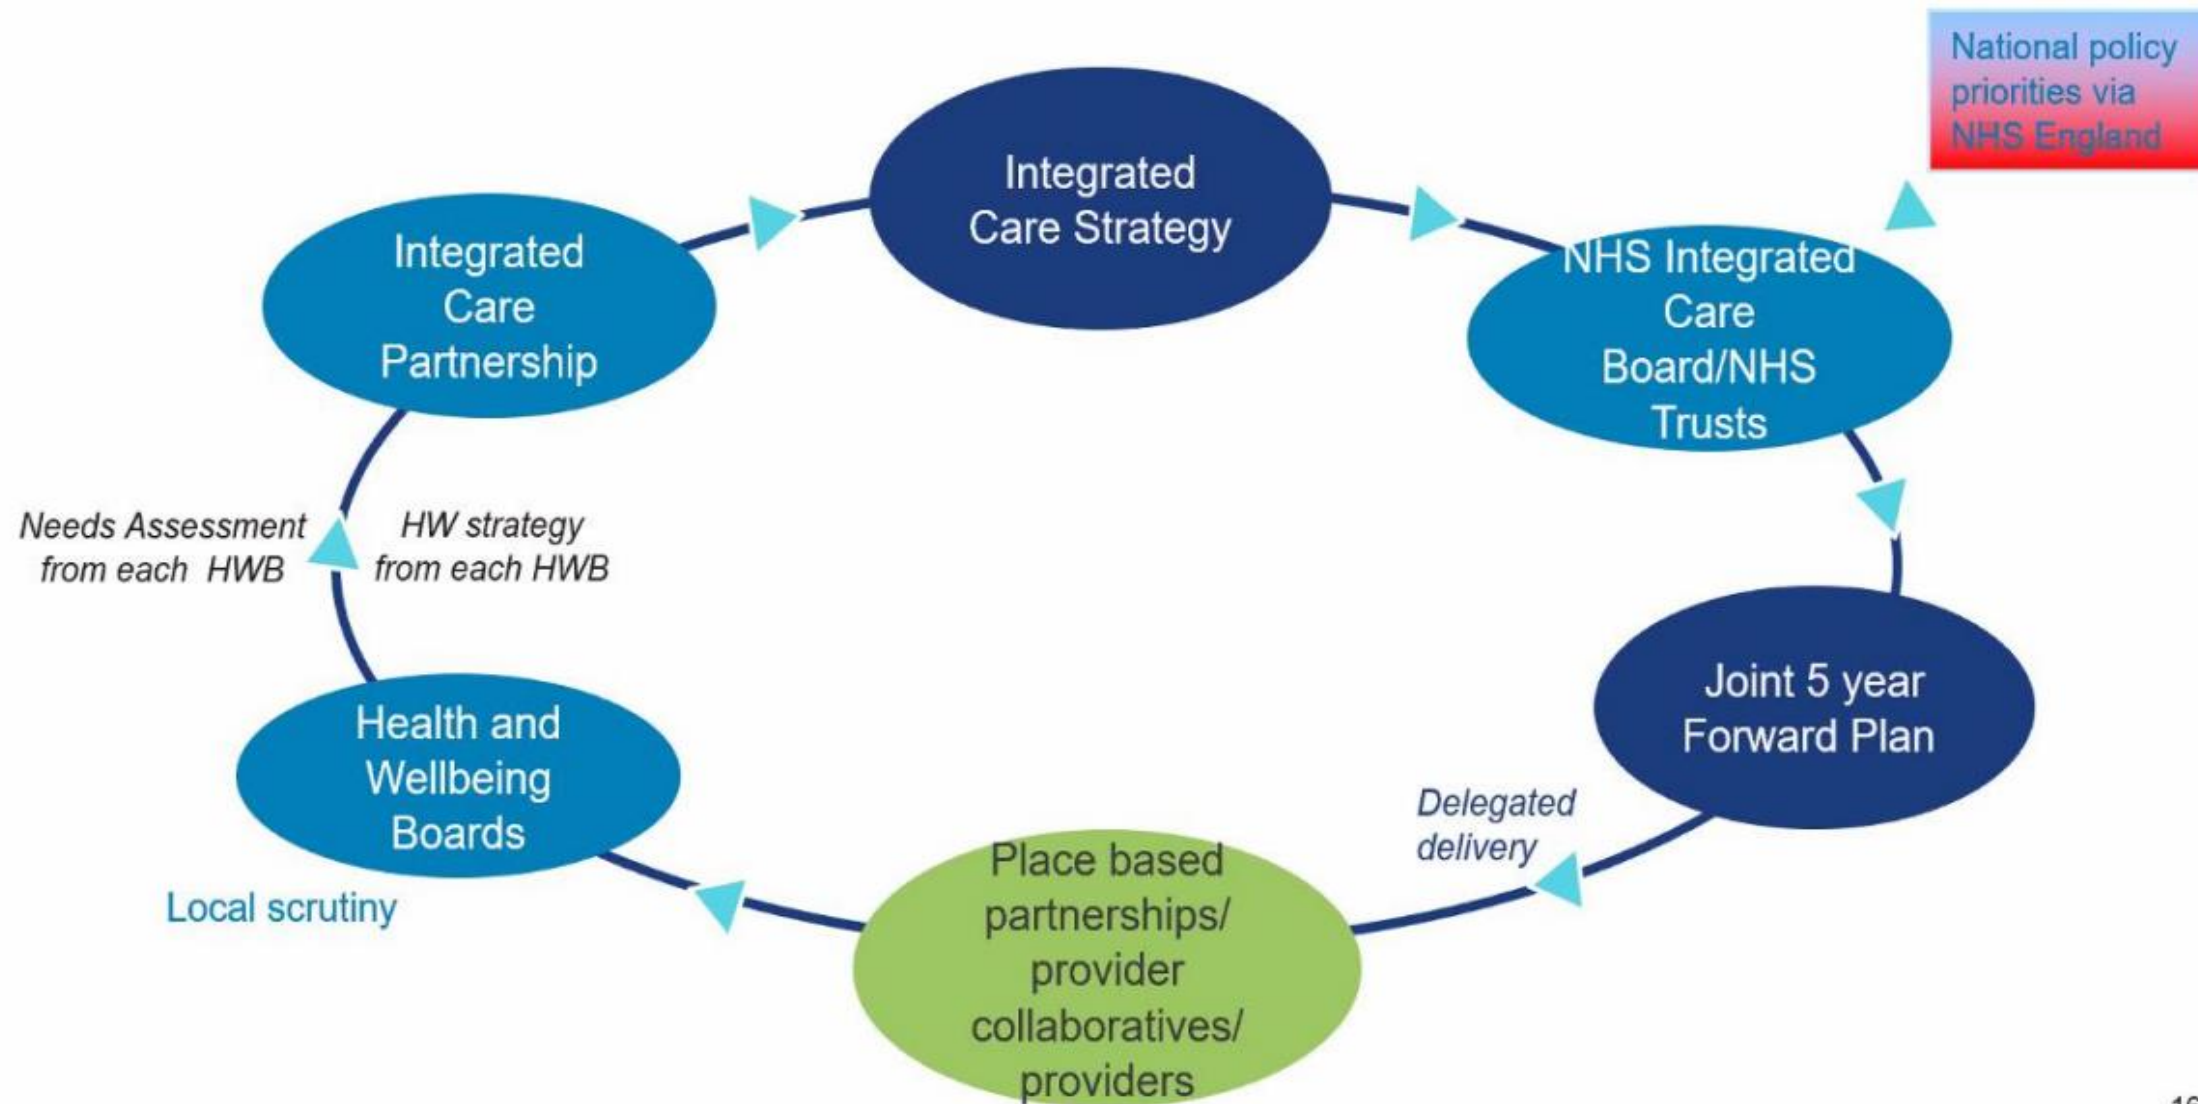 National policy
priorities via
NHS England
Integrated
Care Strategy
Integrated
Care
Partnership
NHS Integrated
Care
Board/NHS
Trusts
Needs Assessment
from each HWB
HW strategy
from each HWB
Joint 5 year
Forward Plan
Health and
Wellbeing
Boards
Delegated
delivery
Local scrutiny
Place based
partnerships/
provider
collaboratives/
providers